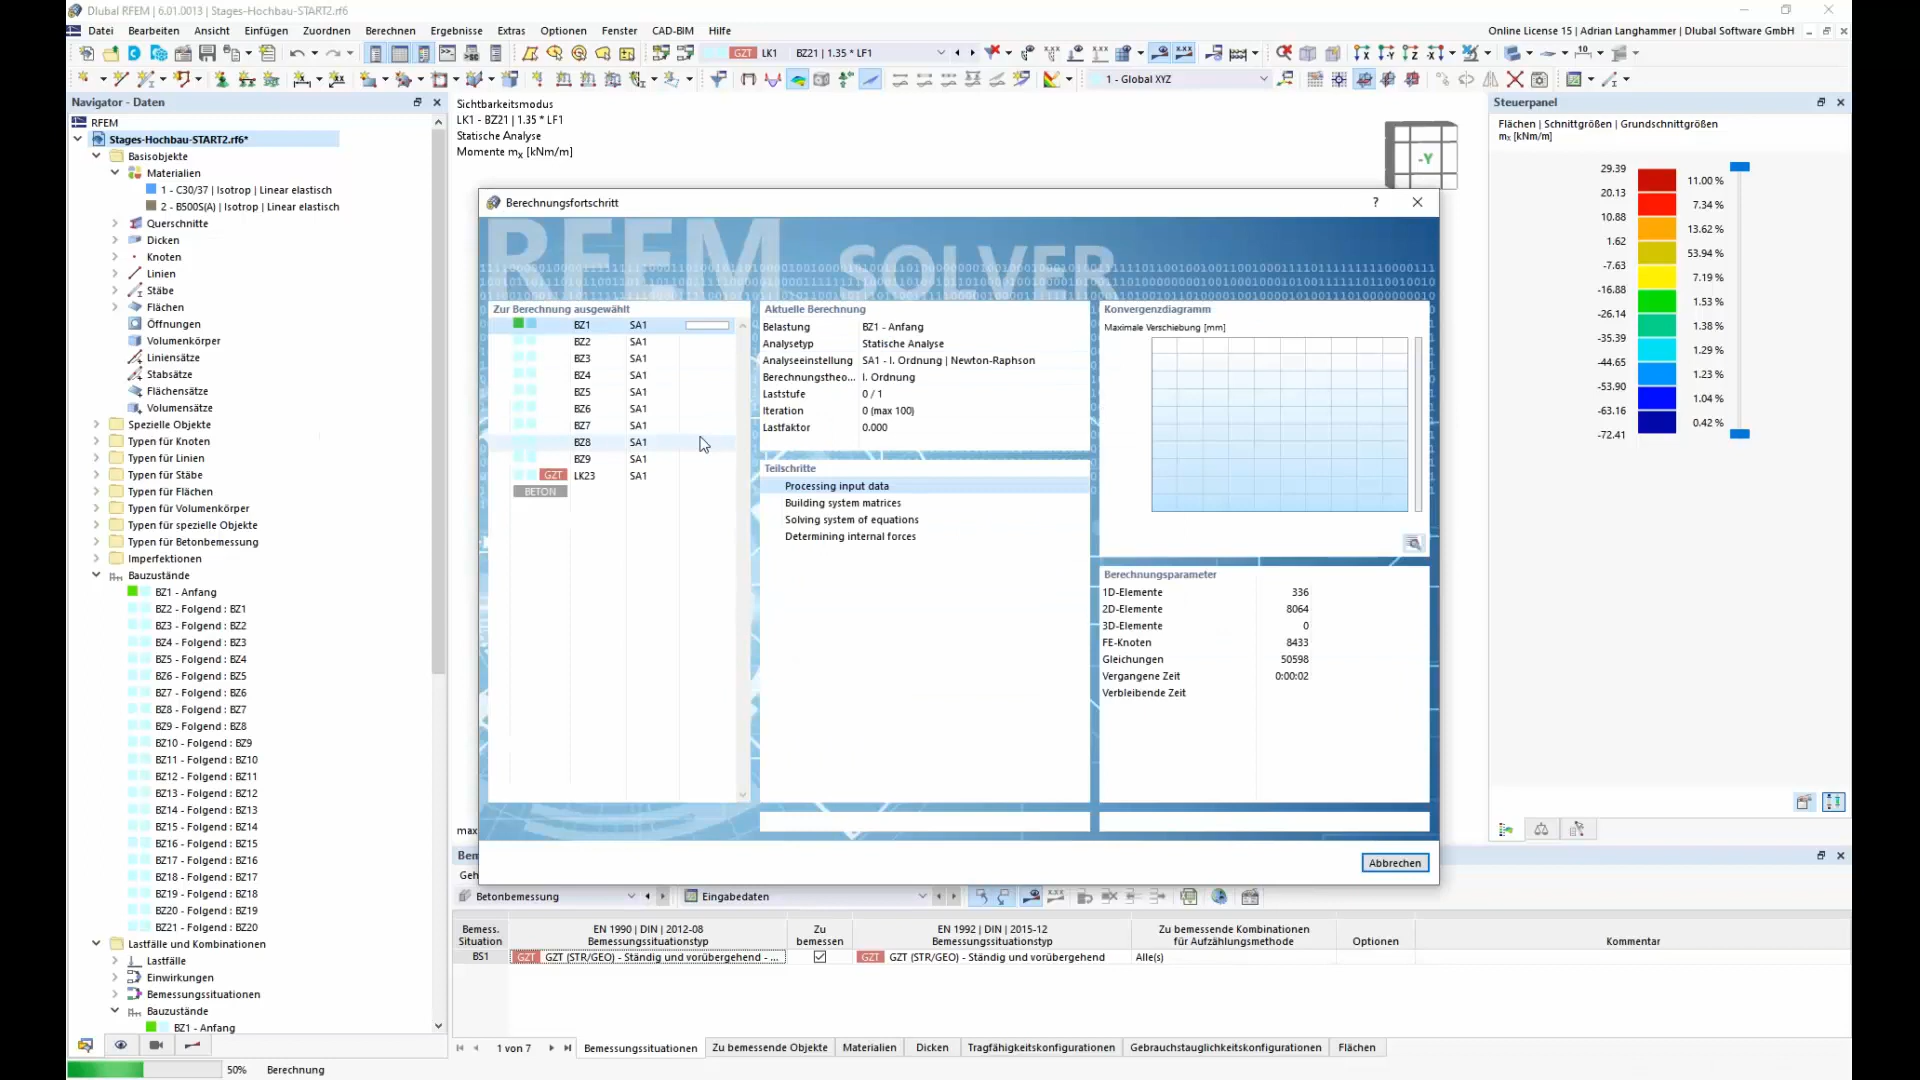 Dlubal RFEM | 6.01.0013 | Stages-Hochbau-START2.rf6
Datei Bearbeiten Ansicht Einfügen Zuordnen Berechnen Ergebnisse Extras Optionen Fenster CAD-BIM Hilfe
Online License 15 | Adrian Langhammer | Dlubal Software GmbH
GZT LK1 BZ21 | 1.35 * LF1
1 - Global XYZ
Navigator - Daten
RFEM
Stages-Hochbau-START2.rf6*
Basisobjekte
Materialien
1 - C30/37 | Isotrop | Linear elastisch
2 - B500S(A) | Isotrop | Linear elastisch
Querschnitte
Dicken
Knoten
Linien
Stäbe
Flächen
Öffnungen
Volumenkörper
Liniensätze
Stabsätze
Flächensätze
Volumensätze
Spezielle Objekte
Typen für Knoten
Typen für Linien
Typen für Stäbe
Typen für Flächen
Typen für Volumenkörper
Typen für spezielle Objekte
Typen für Betonbemessung
Imperfektionen
Bauzustände
BZ1 - Anfang
BZ2 - Folgend : BZ1
BZ3 - Folgend : BZ2
BZ4 - Folgend : BZ3
BZ5 - Folgend : BZ4
BZ6 - Folgend : BZ5
BZ7 - Folgend : BZ6
BZ8 - Folgend : BZ7
BZ9 - Folgend : BZ8
BZ10 - Folgend : BZ9
BZ11 - Folgend : BZ10
BZ12 - Folgend : BZ11
BZ13 - Folgend : BZ12
BZ14 - Folgend : BZ13
BZ15 - Folgend : BZ14
BZ16 - Folgend : BZ15
BZ17 - Folgend : BZ16
BZ18 - Folgend : BZ17
BZ19 - Folgend : BZ18
BZ20 - Folgend : BZ19
BZ21 - Folgend : BZ20
Lastfälle und Kombinationen
Lastfälle
Einwirkungen
Bemessungssituationen
Bauzustände
BZ1 - Anfang
50% Berechnung
Sichtbarkeitsmodus
LK1 - BZ21 | 1.35 * LF1
Statische Analyse
Momente mx [kNm/m]
-Y
Berechnungsfortschritt
RFEM SOLVER
Zur Berechnung ausgewählt
BZ1 SA1
BZ2 SA1
BZ3 SA1
BZ4 SA1
BZ5 SA1
BZ6 SA1
BZ7 SA1
BZ8 SA1
BZ9 SA1
GZT LK23 SA1
BETON
Aktuelle Berechnung
Belastung BZ1 - Anfang
Analysetyp Statische Analyse
Analyseeinstellung SA1 - I. Ordnung | Newton-Raphson
Berechnungstheo... I. Ordnung
Laststufe 0 / 1
Iteration 0 (max 100)
Lastfaktor 0.000
Teilschritte
Processing input data
Building system matrices
Solving system of equations
Determining internal forces
Konvergenzdiagramm
Maximale Verschiebung [mm]
Berechnungsparameter
1D-Elemente 336
2D-Elemente 8064
3D-Elemente 0
FE-Knoten 8433
Gleichungen 50598
Vergangene Zeit 0:00:02
Verbleibende Zeit
Abbrechen
max
Bem
Geh
Betonbemessung Eingabedaten
Bemess. Situation
EN 1990 | DIN | 2012-08 Bemessungssituationtyp
Zu bemessen
EN 1992 | DIN | 2015-12 Bemessungssituationtyp
Zu bemessende Kombinationen für Aufzählungsmethode
Optionen
Kommentar
BS1 GZT GZT (STR/GEO) - Ständig und vorübergehend - ... GZT GZT (STR/GEO) - Ständig und vorübergehend Alle(s)
1 von 7 Bemessungssituationen Zu bemessende Objekte Materialien Dicken Tragfähigkeitskonfigurationen Gebrauchstauglichkeitskonfigurationen Flächen
Steuerpanel
Flächen | Schnittgrößen | Grundschnittgrößen
mx [kNm/m]
29.39
11.00 %
20.13
7.34 %
10.88
13.62 %
1.62
53.94 %
-7.63
7.19 %
-16.88
1.53 %
-26.14
1.38 %
-35.39
1.29 %
-44.65
1.23 %
-53.90
1.04 %
-63.16
0.42 %
-72.41